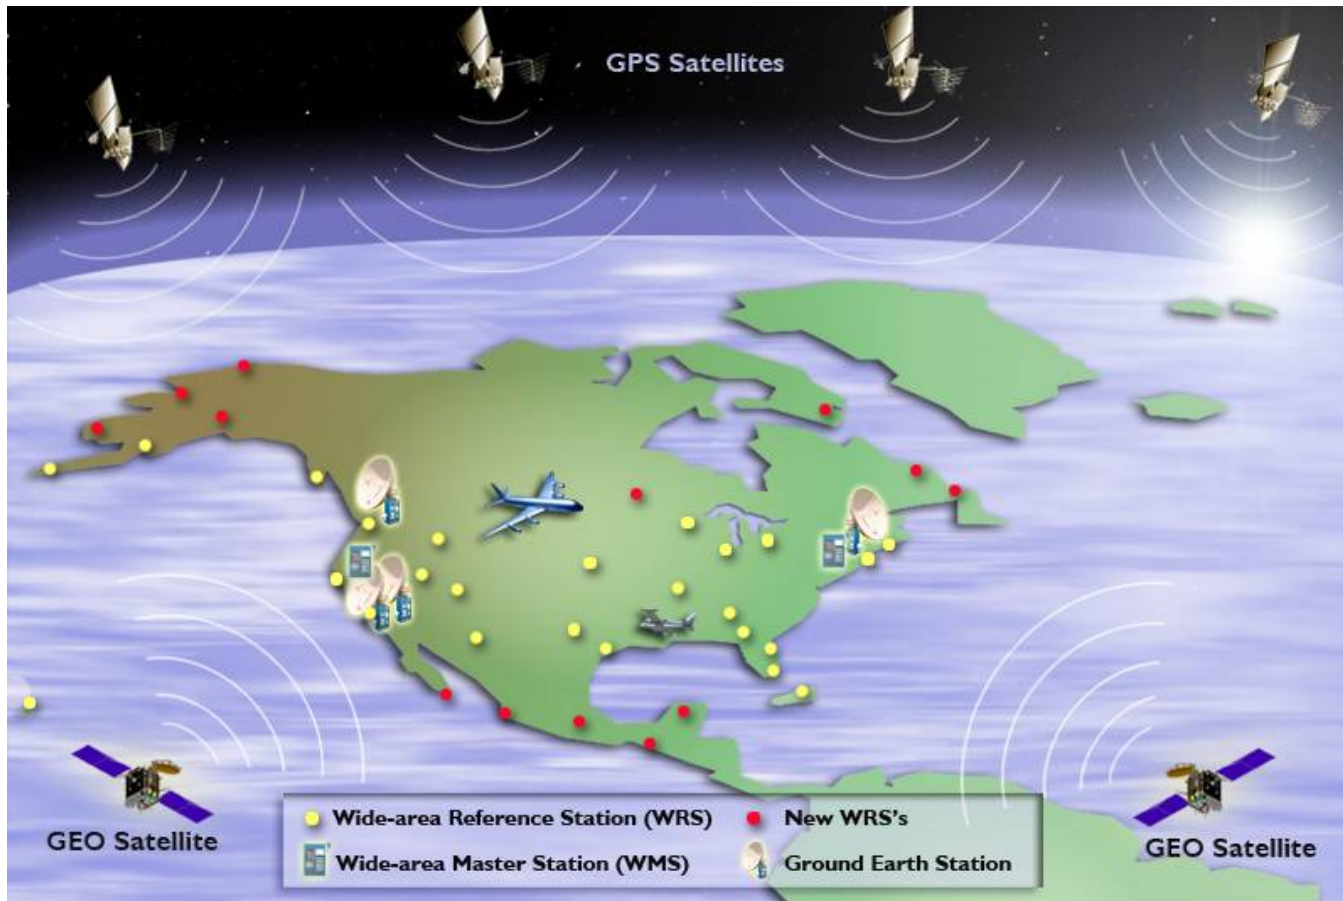 GPS Satellites
GEO Satellite
GEO Satellite
Wide-area Reference Station (WRS)
New WRS's
Wide-area Master Station (WMS)
Ground Earth Station